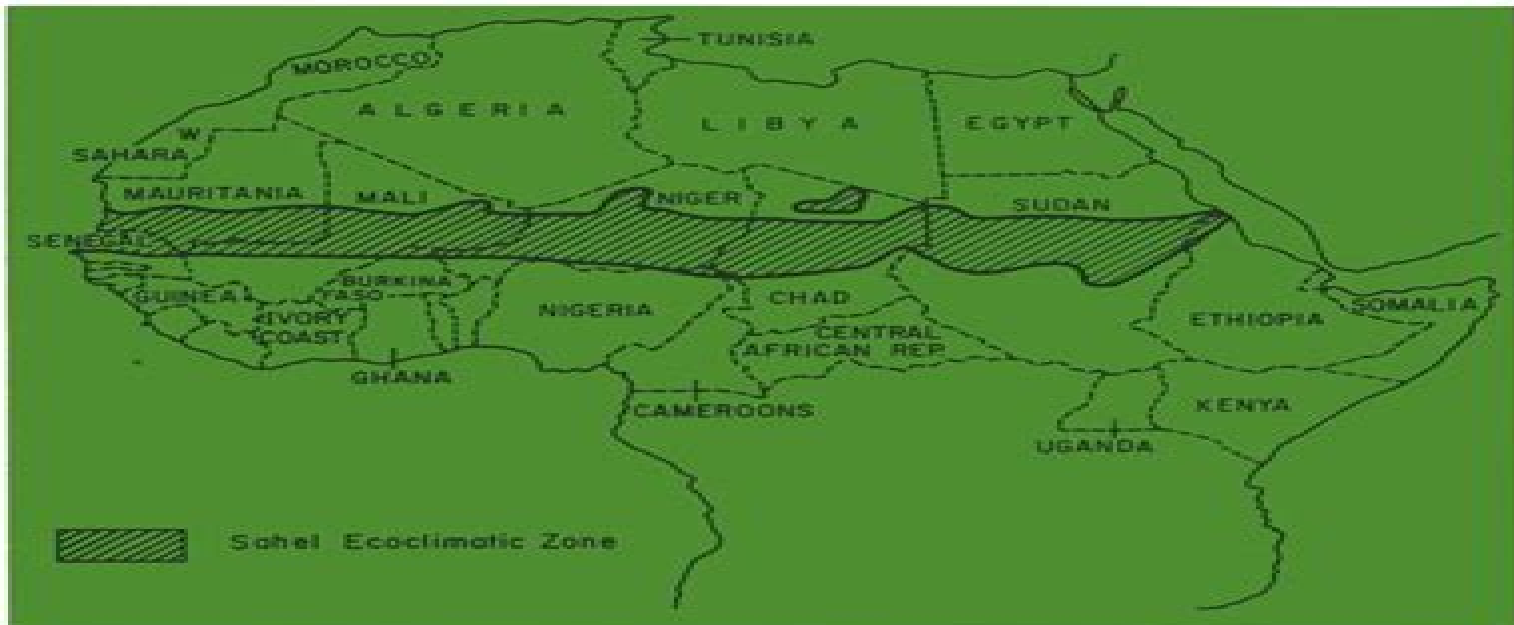 TUNISIA
MOROCCO
ALGERIA
LIBYA
EGYPT
W
SAHARA
MAURITANIA
MALI
NIGER
SUDAN
SENEGAL
BURKINA
FASO
GUINEA
IVORY
COAST
NIGERIA
CHAD
CENTRAL
AFRICAN REP
ETHIOPIA
SOMALIA
GHANA
CAMEROONS
KENYA
UGANDA
Sahel Ecoclimatic Zone